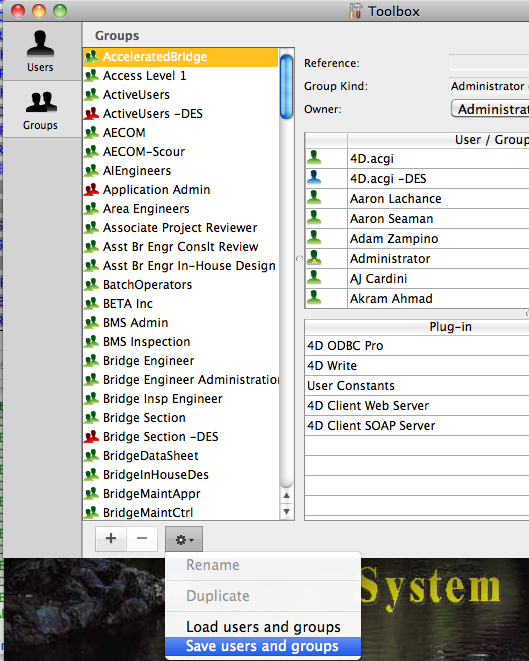 Toolbox
Users
Groups
Groups
AcceleratedBridge
Access Level 1
ActiveUsers
ActiveUsers -DES
AECOM
AECOM-Scour
AIEngineers
Application Admin
Area Engineers
Associate Project Reviewer
Asst Br Engr Conslt Review
Asst Br Engr In-House Design
BatchOperators
BETA Inc
BMS Admin
BMS Inspection
Bridge Engineer
Bridge Engineer Administration
Bridge Insp Engineer
Bridge Section
Bridge Section -DES
BridgeDataSheet
BridgeInHouseDes
BridgeMaintAppr
BridgeMaintCtrl
Reference:
Group Kind: Administrator
Owner: Administrat
User / Group
4D.acgi
4D.acgi -DES
Aaron Lachance
Aaron Seaman
Adam Zampino
Administrator
AJ Cardini
Akram Ahmad
Plug-in
4D ODBC Pro
4D Write
User Constants
4D Client Web Server
4D Client SOAP Server
Rename
Duplicate
Load users and groups
Save users and groups
System